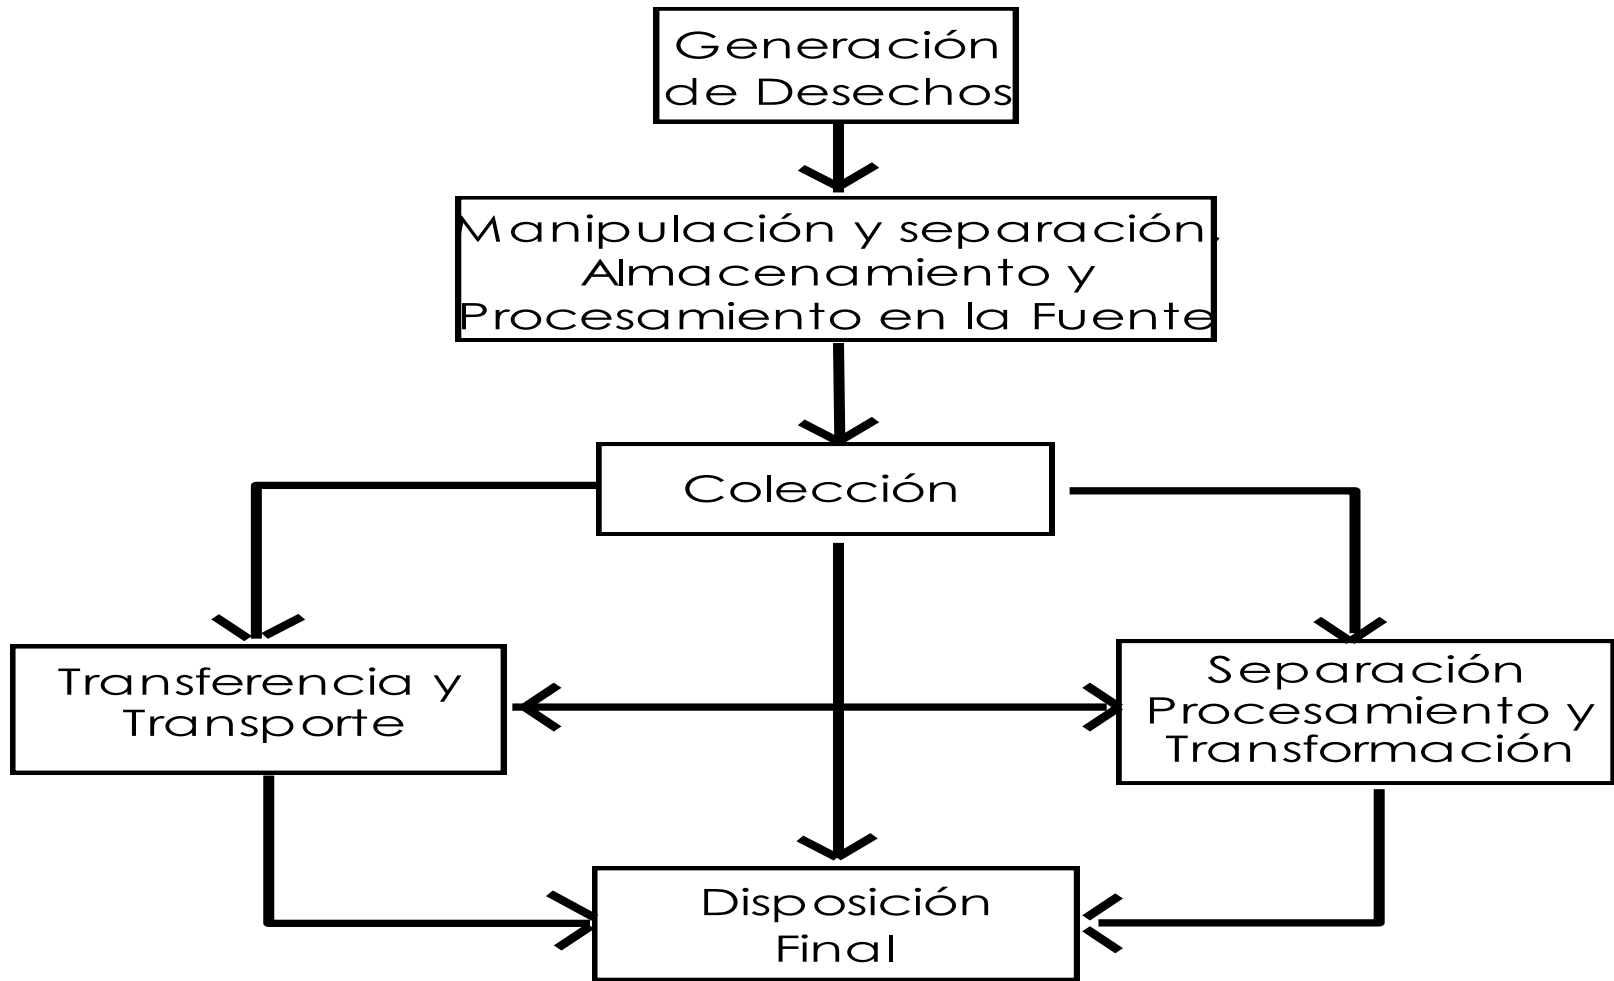 Generación
de Desechos
Manipulación y separación,
Almacenamiento y
Procesamiento en la Fuente
Colección
Transferencia y
Transporte
Separación
Procesamiento y
Transformación
Disposición
Final